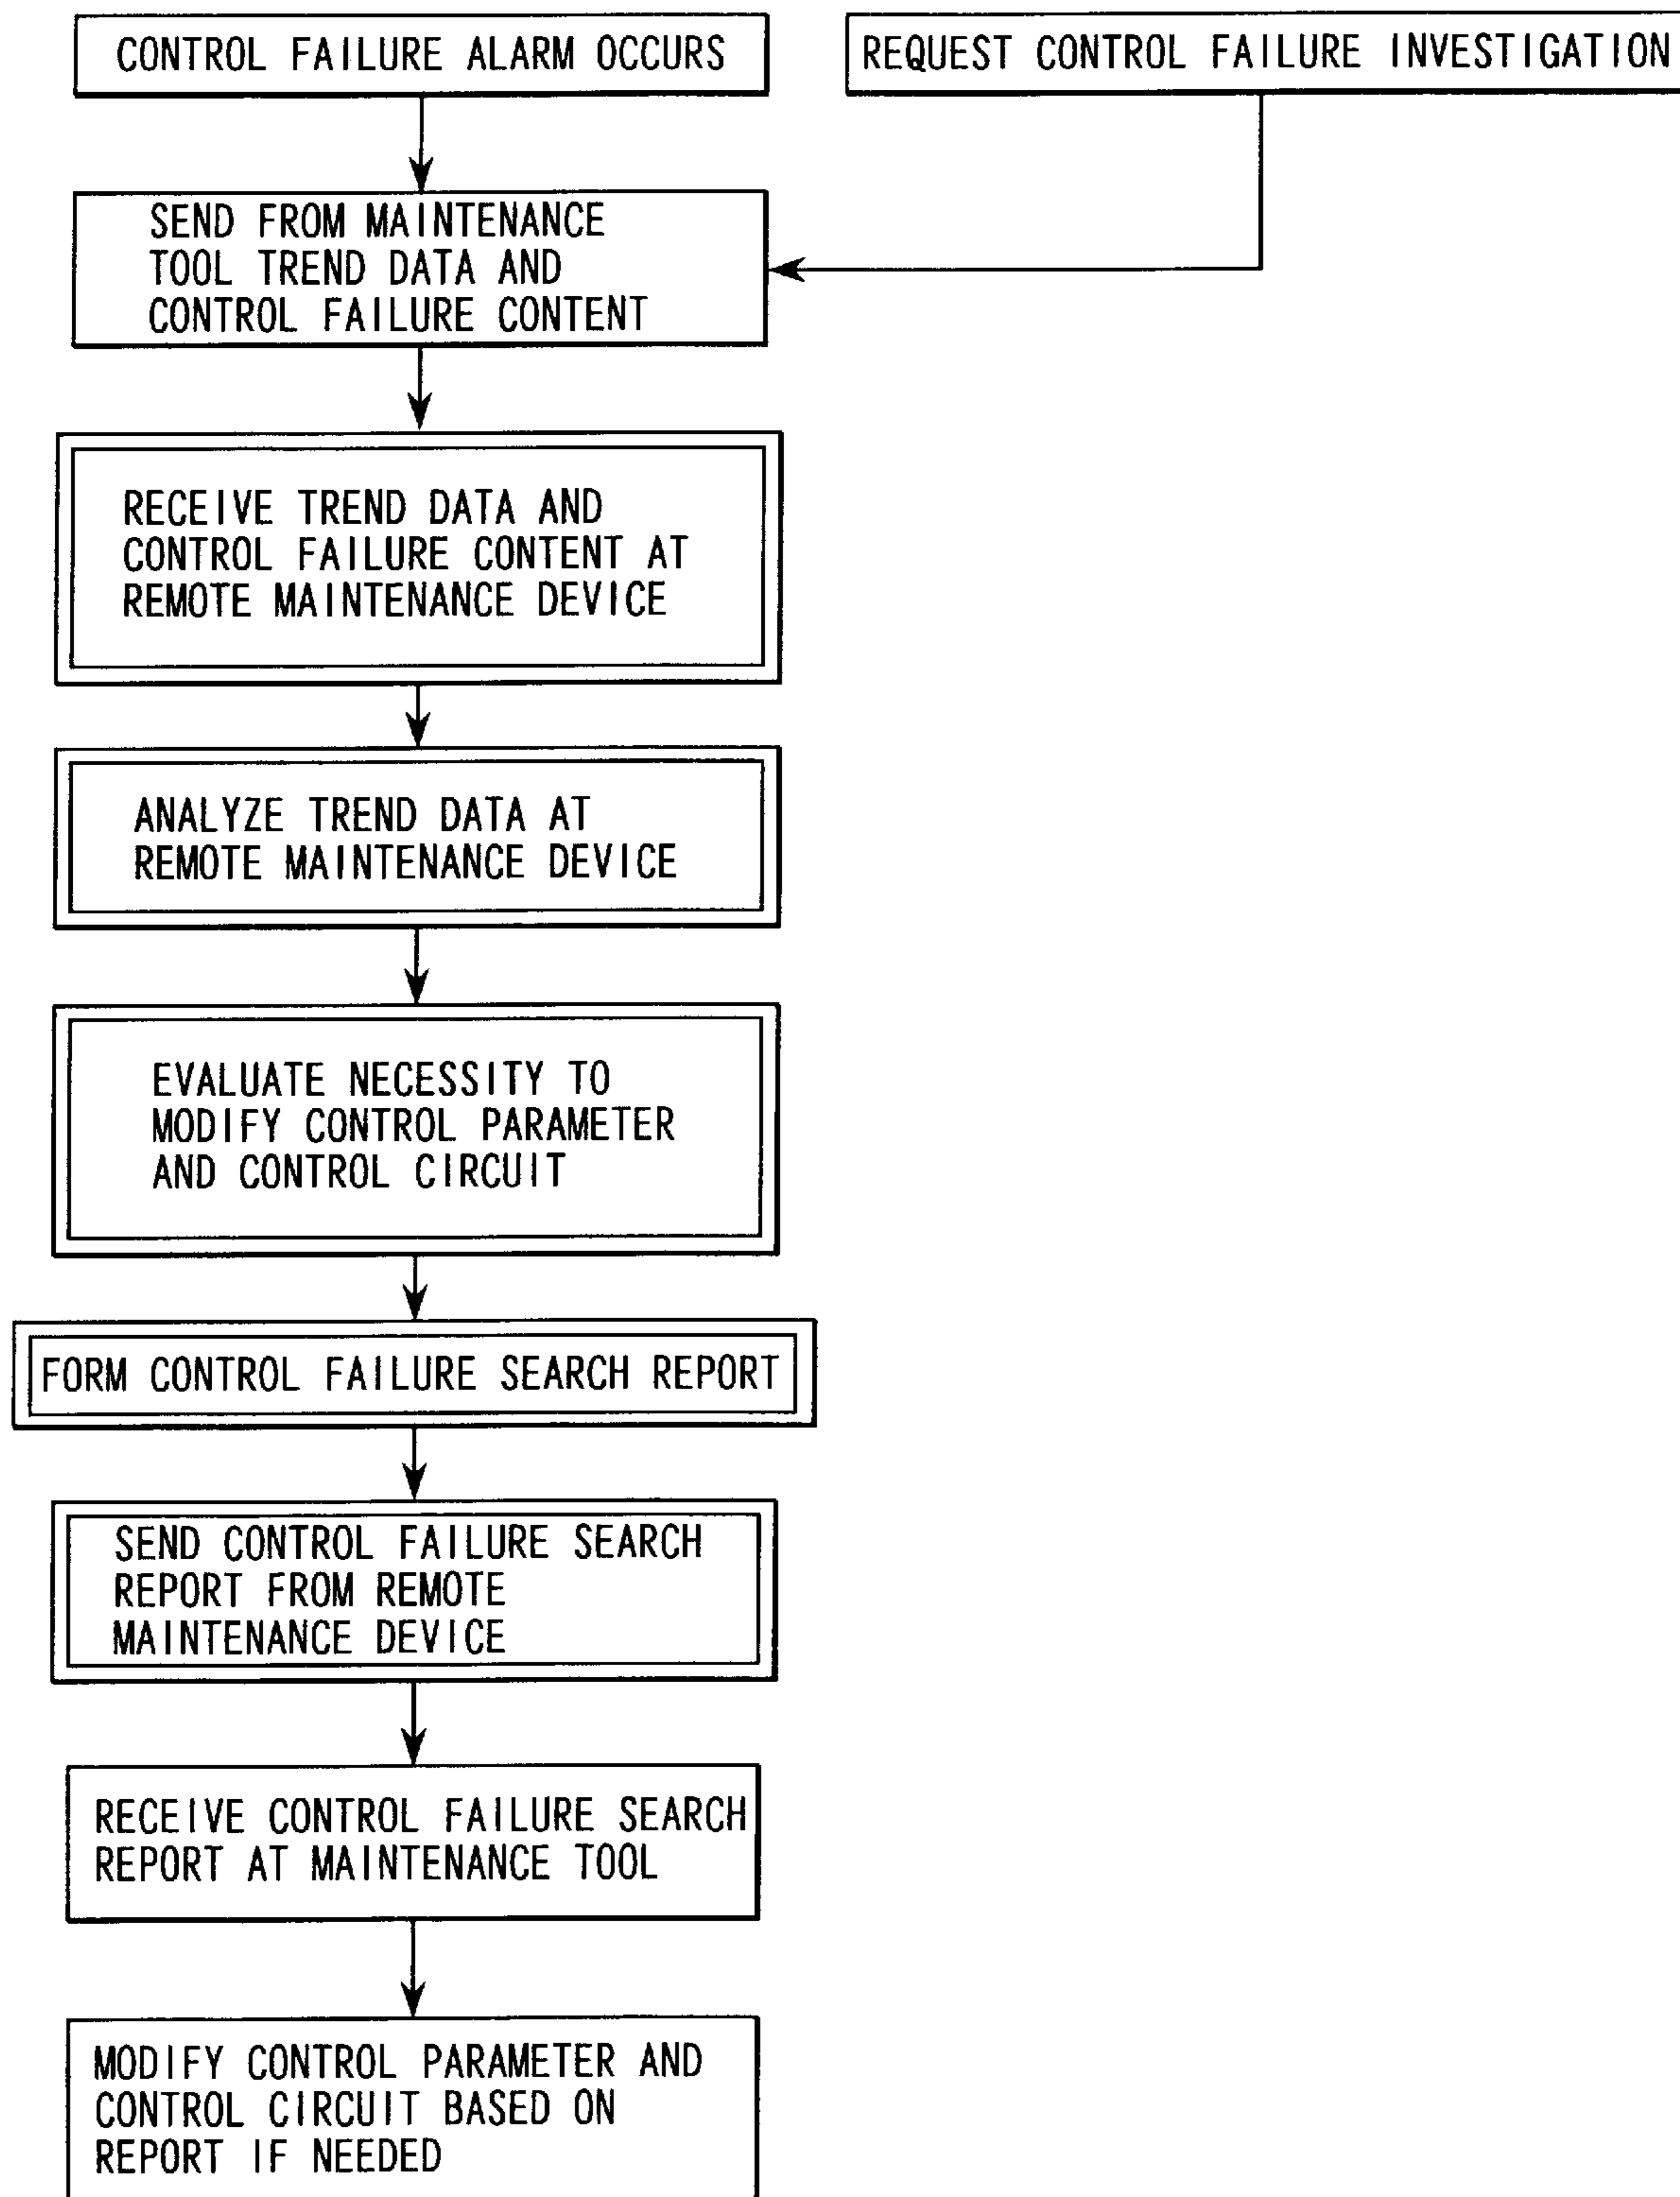 CONTROL FAILURE ALARM OCCURS
REQUEST CONTROL FAILURE INVESTIGATION
SEND FROM MAINTENANCE
TOOL TREND DATA AND
CONTROL FAILURE CONTENT
RECEIVE TREND DATA AND
CONTROL FAILURE CONTENT AT
REMOTE MAINTENANCE DEVICE
ANALYZE TREND DATA AT
REMOTE MAINTENANCE DEVICE
EVALUATE NECESSITY TO
MODIFY CONTROL PARAMETER
AND CONTROL CIRCUIT
FORM CONTROL FAILURE SEARCH REPORT
SEND CONTROL FAILURE SEARCH
REPORT FROM REMOTE
MAINTENANCE DEVICE
RECEIVE CONTROL FAILURE SEARCH
REPORT AT MAINTENANCE TOOL
MODIFY CONTROL PARAMETER AND
CONTROL CIRCUIT BASED ON
REPORT IF NEEDED